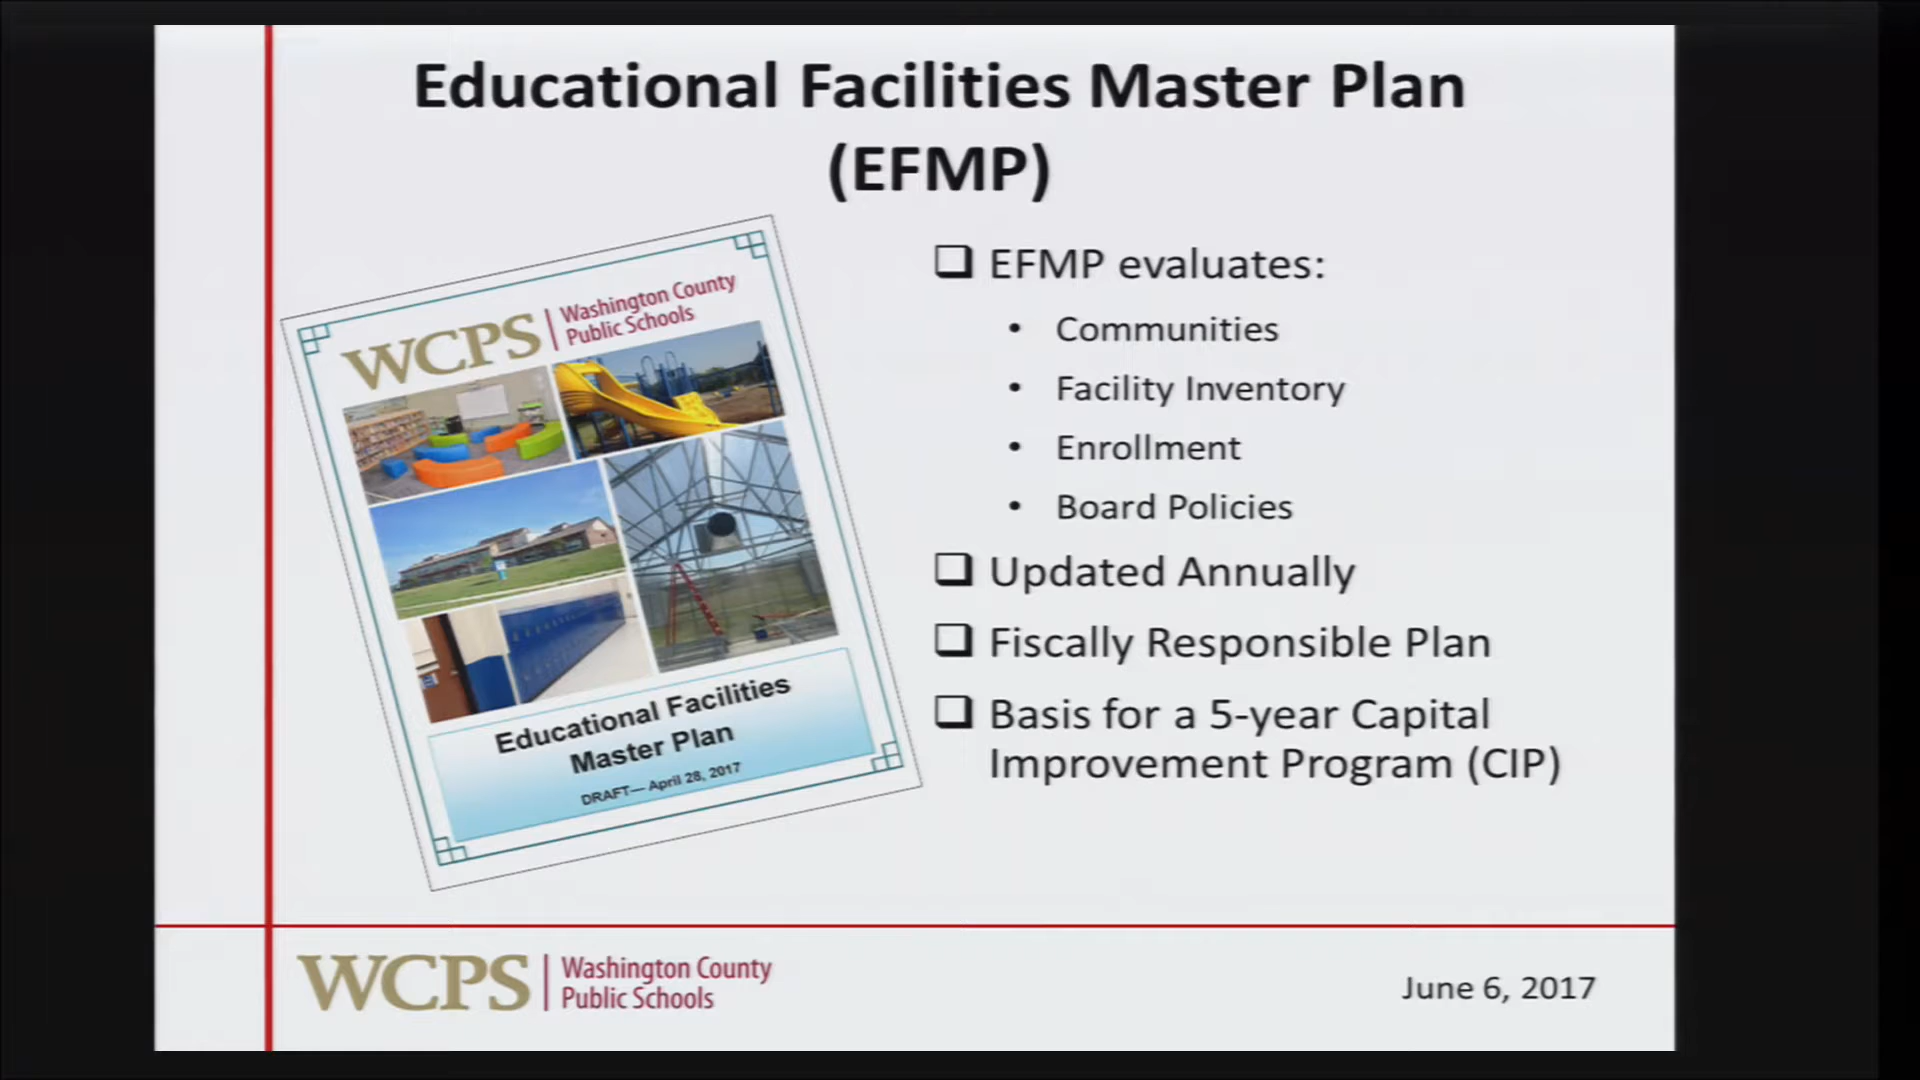 Educational Facilities Master Plan
(EFMP)
WCPS
Washington County
Public Schools
Educational Facilities
Master Plan
DRAFT— April 28, 2017
❑ EFMP evaluates:
• Communities
• Facility Inventory
• Enrollment
• Board Policies
❑ Updated Annually
❑ Fiscally Responsible Plan
❑ Basis for a 5-year Capital
Improvement Program (CIP)
WCPS
Washington County
Public Schools
June 6, 2017